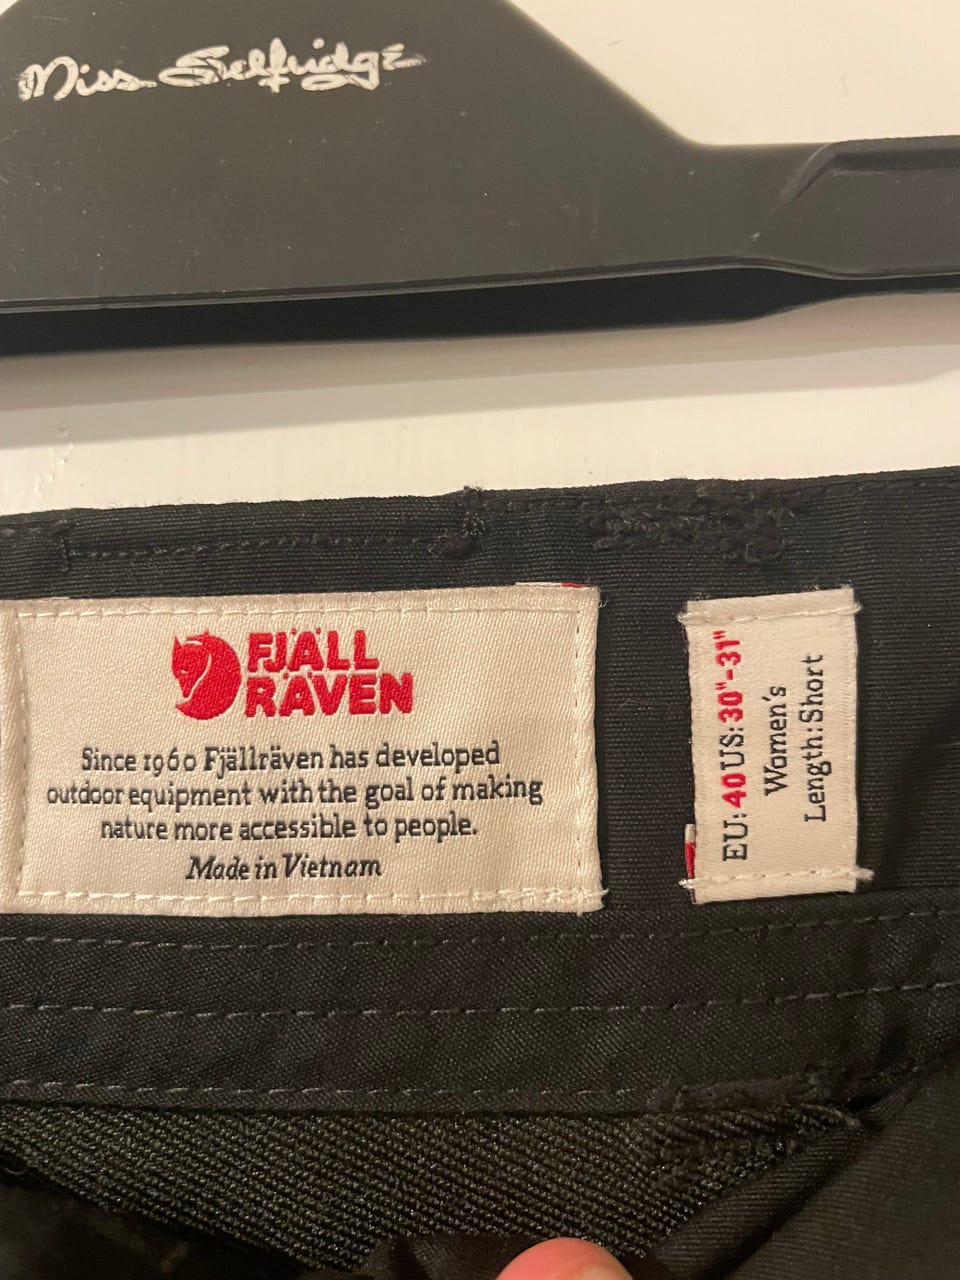 Miss Selfridge
FJÄLL
RÄVEN
Since 1960 Fjällräven has developed
outdoor equipment with the goal of making
nature more accessible to people.
Made in Vietnam
EU: 40 US: 30"-31"
Women's
Length: Short